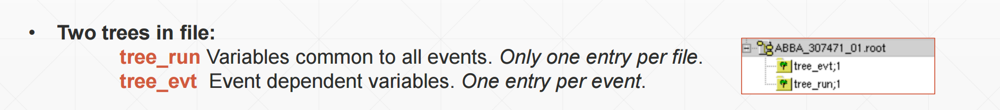 • Two trees in file:
tree_run Variables common to all events. Only one entry per file.
tree_evt Event dependent variables. One entry per event.
ABBA_307471_01.root
tree_evt;1
tree_run;1